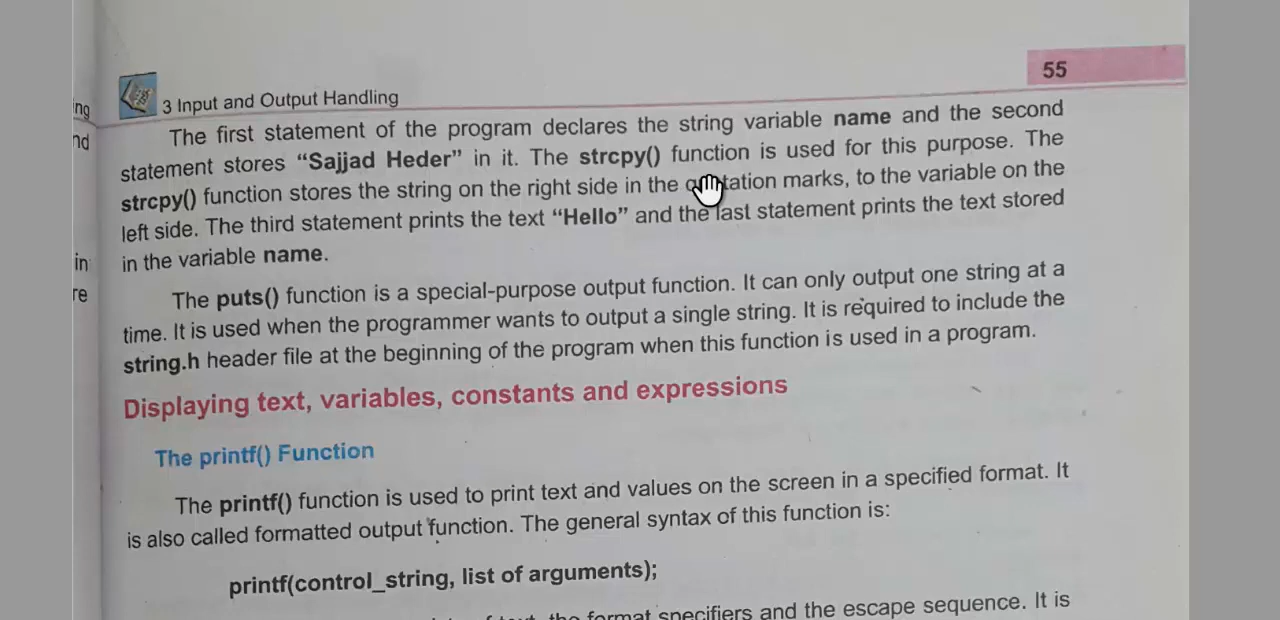 55
3 Input and Output Handling
The first statement of the program declares the string variable name and the second
statement stores “Sajjad Heder” in it. The strcpy() function is used for this purpose. The
strcpy() function stores the string on the right side in the quotation marks, to the variable on the
left side. The third statement prints the text “Hello” and the last statement prints the text stored
in the variable name.
The puts() function is a special-purpose output function. It can only output one string at a
time. It is used when the programmer wants to output a single string. It is required to include the
string.h header file at the beginning of the program when this function is used in a program.
Displaying text, variables, constants and expressions
The printf() Function
The printf() function is used to print text and values on the screen in a specified format. It
is also called formatted output function. The general syntax of this function is:
printf(control_string, list of arguments);
of text, the format specifiers and the escape sequence. It is
ing
nd
in
re